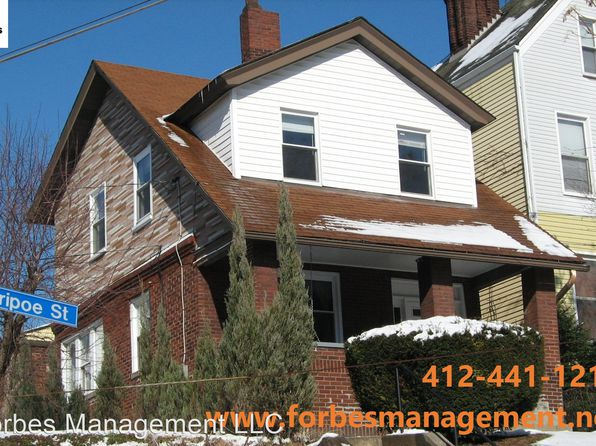 ripoe St
412-441-121
orbes Management LLC
www.forbesmanagement.ne